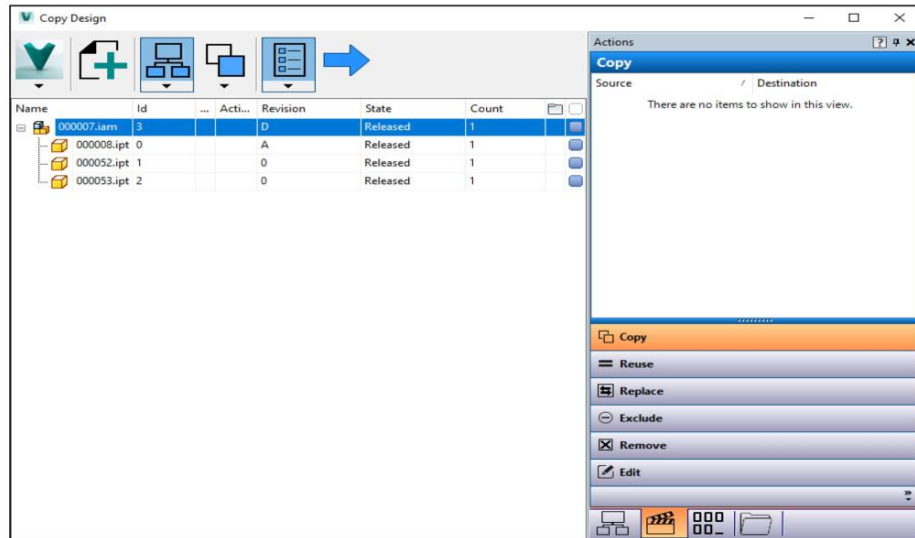 Copy Design
Actions
Copy
Source / Destination
There are no items to show in this view.
Name Id ... Acti... Revision State Count
000007.iam 3 D Released 1
000008.ipt 0 A Released 1
000052.ipt 1 0 Released 1
000053.ipt 2 0 Released 1
Copy
Reuse
Replace
Exclude
Remove
Edit